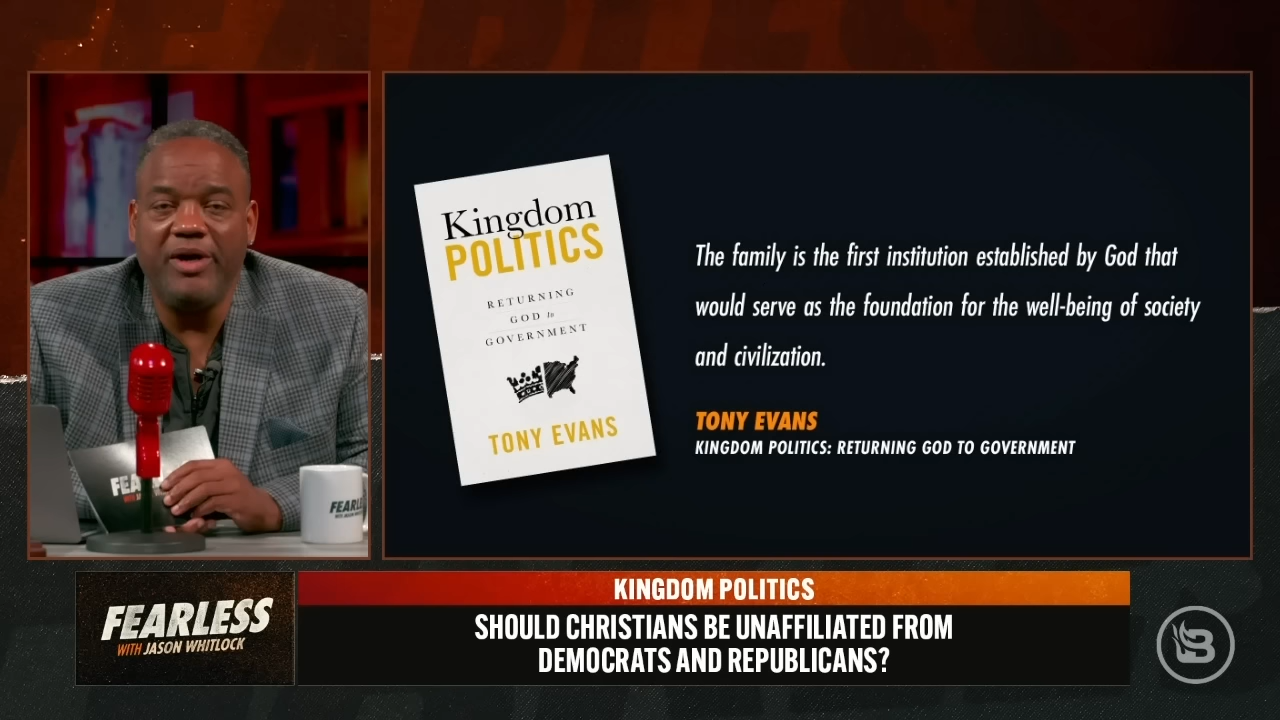 Kingdom
POLITICS
RETURNING
GOD to
GOVERNMENT
TONY EVANS
The family is the first institution established by God that
would serve as the foundation for the well-being of society
and civilization.
TONY EVANS
KINGDOM POLITICS: RETURNING GOD TO GOVERNMENT
FEARLESS
WITH JASON WHITLOCK
KINGDOM POLITICS
SHOULD CHRISTIANS BE UNAFFILIATED FROM
DEMOCRATS AND REPUBLICANS?
B